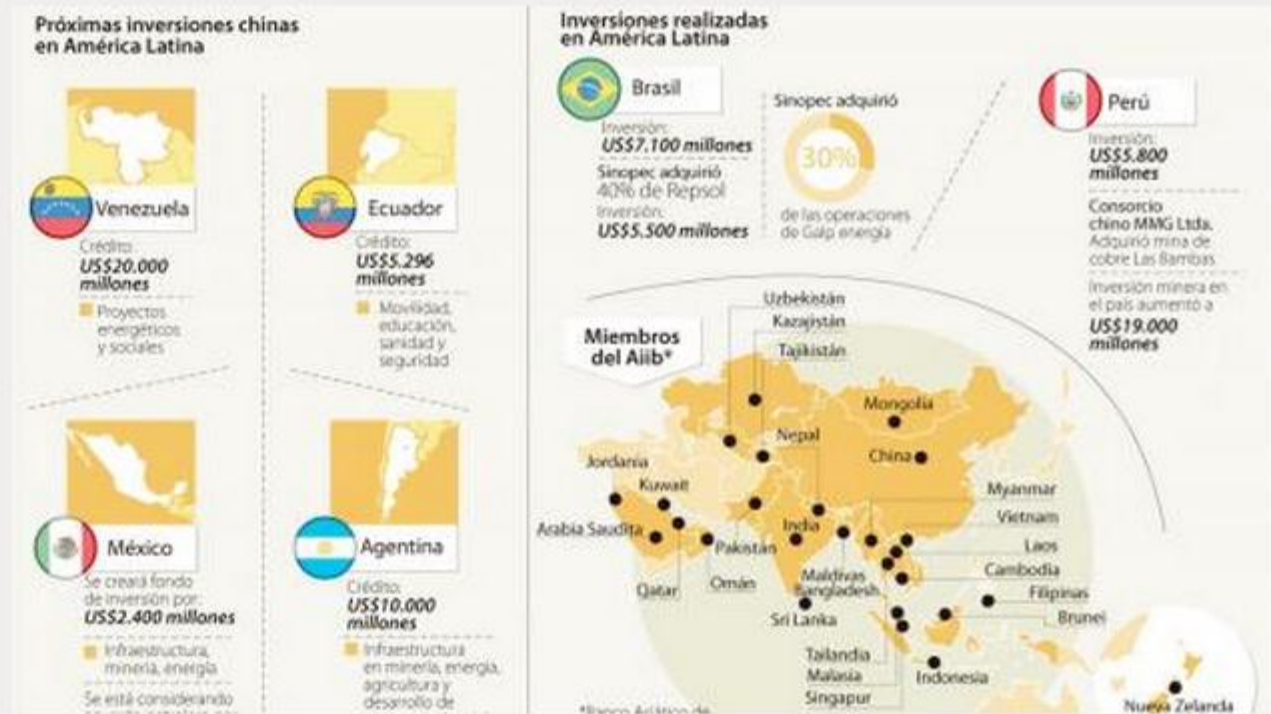 Próximas inversiones chinas
en América Latina
Venezuela
Crédito:
US$20.000
millones
Proyectos
energéticos
y sociales
Ecuador
Crédito:
US$5.296
millones
Movilidad,
educación,
sanidad y
seguridad
México
Se creará fondo
de inversión por:
US$2.400 millones
Infraestructura,
minería, energía
Se está considerando
Agentina
Crédito:
US$10.000
millones
Infraestructura
en minería, energía,
agricultura y
desarrollo de
Inversiones realizadas
en América Latina
Brasil
Inversión:
US$7.100 millones
Sinopec adquirió
40% de Repsol
Inversión:
US$5.500 millones
Sinopec adquirió
30%
de las operaciones
de Galp energía
Perú
Inversión:
US$5.800
millones
Consorcio
chino MMG Ltda.
Adquirió mina de
cobre Las Bambas
Inversión minera en
el país aumentó a
US$19.000
millones
Miembros
del Aiib*
Uzbekistán
Kazajistán
Tajikistán
Mongolia
Nepal
China
Jordania
Kuwait
Myanmar
Vietnam
Arabia Saudita
India
Pakistán
Laos
Cambodia
Qatar
Omán
Maldivas
Bangladesh
Filipinas
Sri Lanka
Brunei
Tailandia
Malasia
Singapur
Indonesia
Nueva Zelanda
*Banco Asiático de